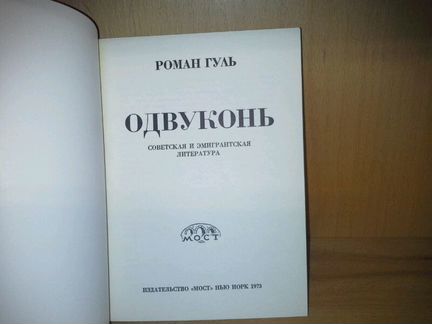 РОМАН ГУЛЬ
ОДВУКОНЬ
СОВЕТСКАЯ И ЭМИГРАНТСКАЯ
ЛИТЕРАТУРА
МОСТ
ИЗДАТЕЛЬСТВО «МОСТ» НЬЮ ЙОРК 1973